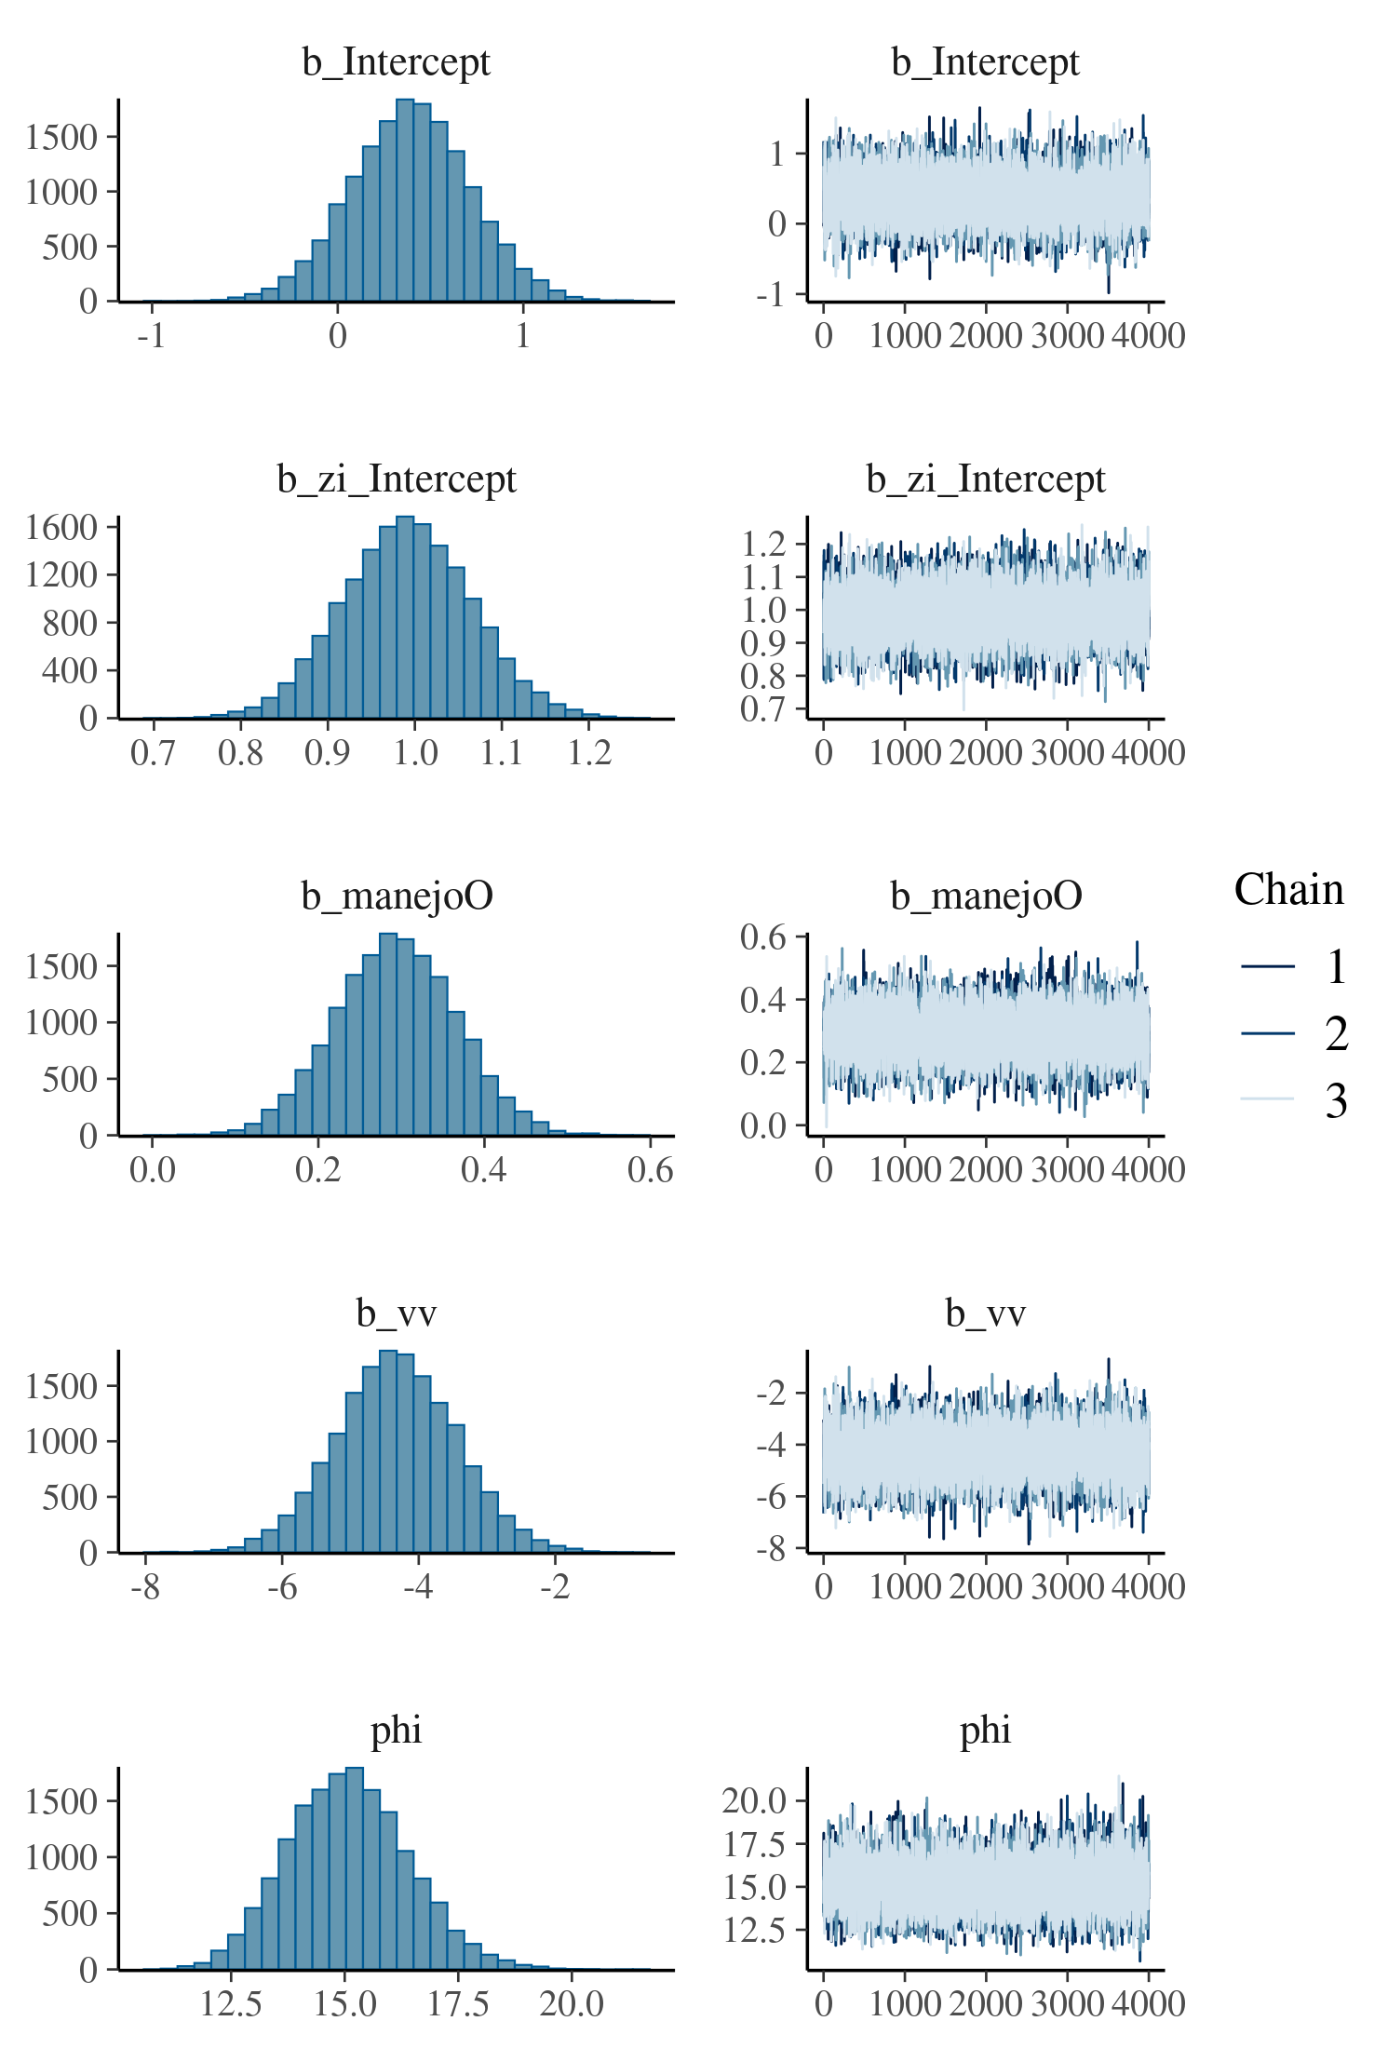 b_Intercept b_Intercept
1500
1000
500
0
-1 0 1
1
0
-1
0 1000 2000 3000 4000
b_zi_Intercept b_zi_Intercept
1600
1200
800
400
0
0.7 0.8 0.9 1.0 1.1 1.2
1.2
1.1
1.0
0.9
0.8
0.7
0 1000 2000 3000 4000
b_manejoO b_manejoO
1500
1000
500
0
0.0 0.2 0.4 0.6
0.6
0.4
0.2
0.0
0 1000 2000 3000 4000
Chain
1
2
3
b_vv b_vv
1500
1000
500
0
-8 -6 -4 -2
-2
-4
-6
-8
0 1000 2000 3000 4000
phi phi
1500
1000
500
0
12.5 15.0 17.5 20.0
20.0
17.5
15.0
12.5
0 1000 2000 3000 4000